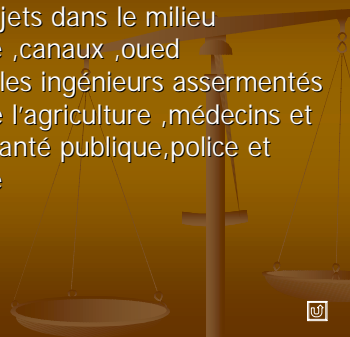 jets dans le milieu
,canaux ,oued
les ingénieurs assermentés
l'agriculture ,médecins et
anté publique,police et